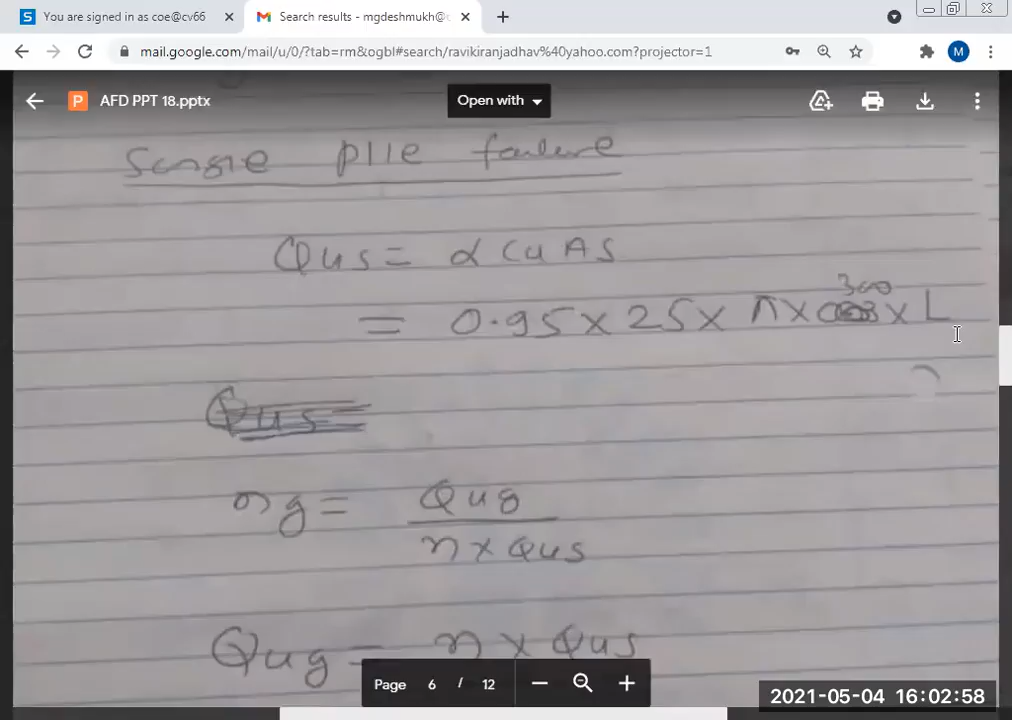 You are signed in as coe@cv66
Search results - mgdeshmukh@c
mail.google.com/mail/u/0/?tab=rm&ogbl#search/ravikiranjadhav%40yahoo.com?projector=1
M
P AFD PPT 18.pptx
Open with
Single pile failure
Qus = α Cu As
= 0.95 × 25 × π × 300 × L
Qus=
ηg = Qug
n × Qus
Qug = n × Qus
Page 6 / 12
2021-05-04 16:02:58